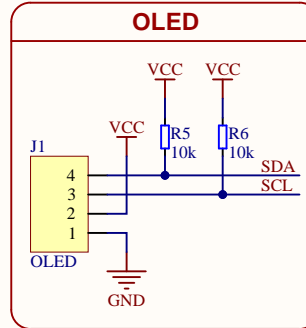 OLED
VCC VCC
VCC R5 R6
J1 10k 10k
4 SDA
3 SCL
2
1
OLED
GND